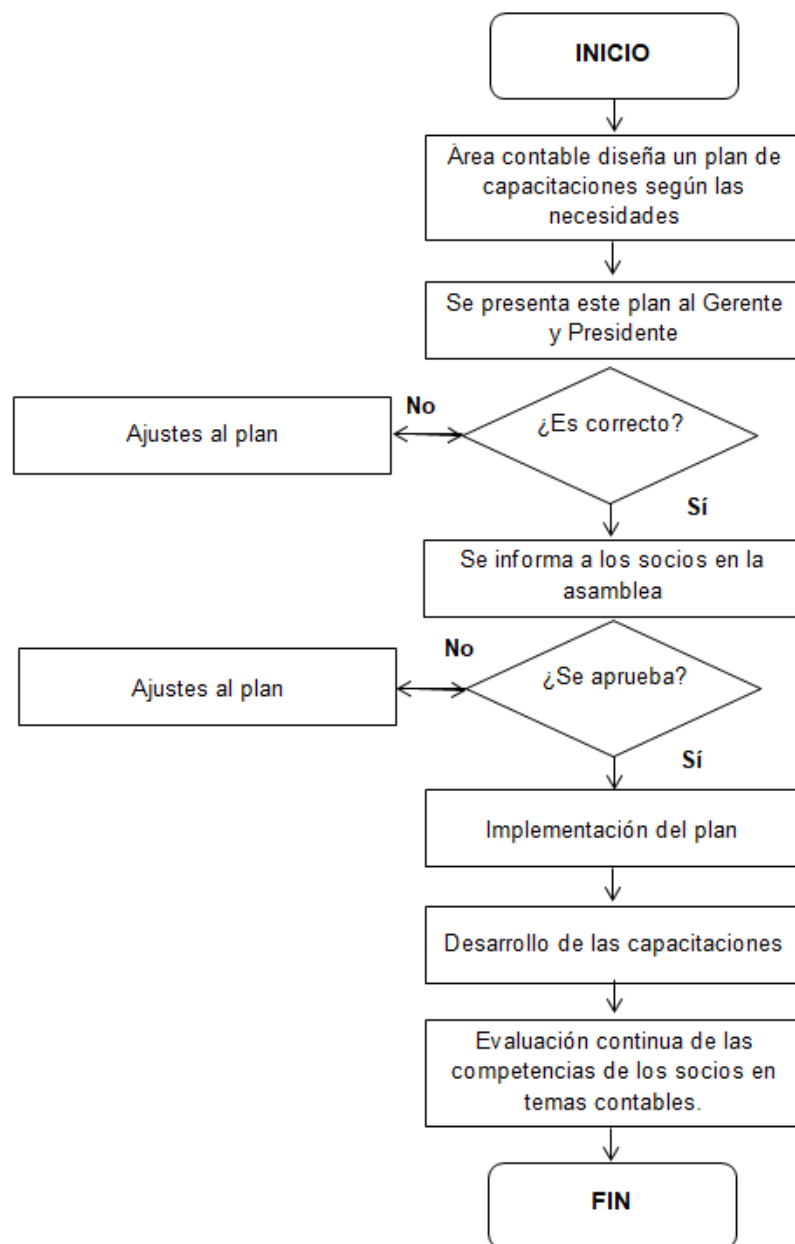 INICIO
Área contable diseña un plan de
capacitaciones según las
necesidades
Se presenta este plan al Gerente
y Presidente
No
Ajustes al plan
¿Es correcto?
Sí
Se informa a los socios en la
asamblea
No
Ajustes al plan
¿Se aprueba?
Sí
Implementación del plan
Desarrollo de las capacitaciones
Evaluación continua de las
competencias de los socios en
temas contables.
FIN